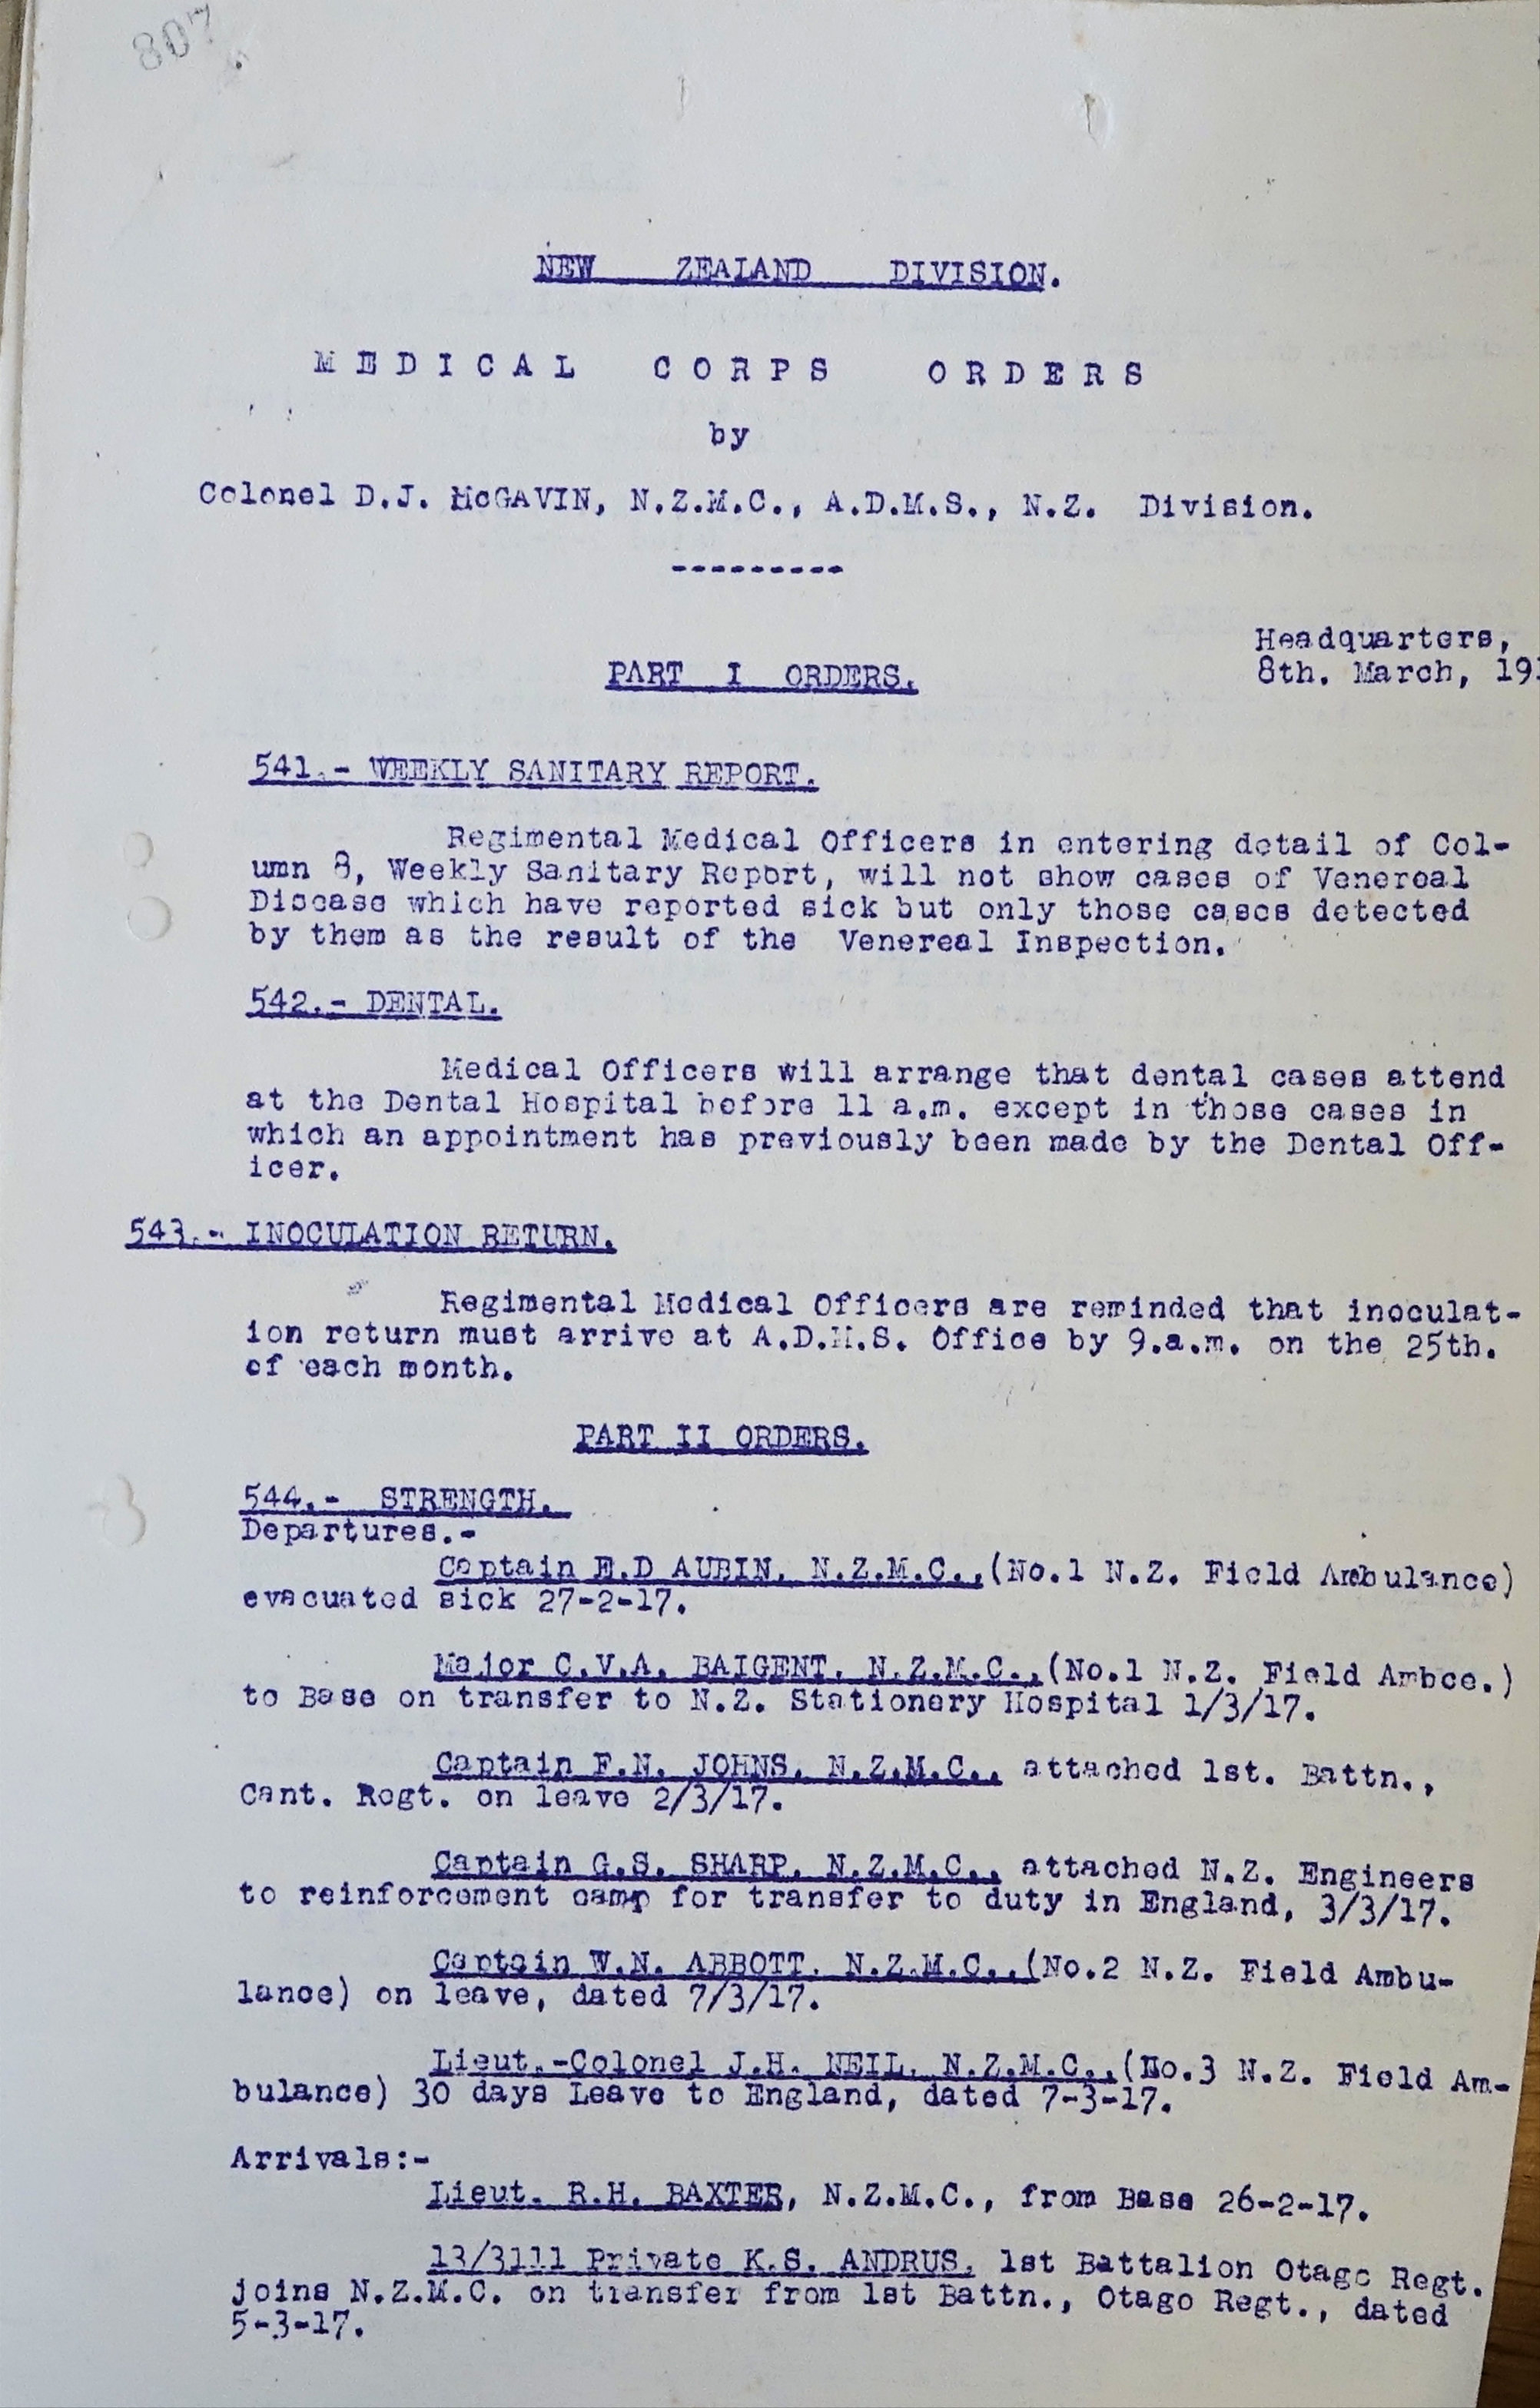 807
NEW ZEALAND DIVISION.
MEDICAL CORPS ORDERS
by
Colonel D.J. McGAVIN, N.Z.M.C., A.D.M.S., N.Z. Division.
---------
Headquarters,
PART I ORDERS.
8th. March, 191
541.- WEEKLY SANITARY REPORT.
Regimental Medical Officers in entering detail of Col-
umn 8, Weekly Sanitary Report, will not show cases of Venereal
Disease which have reported sick but only those cases detected
by them as the result of the Venereal Inspection.
542.- DENTAL.
Medical Officers will arrange that dental cases attend
at the Dental Hospital before 11 a.m. except in those cases in
which an appointment has previously been made by the Dental Off-
icer.
543.- INOCULATION RETURN.
Regimental Medical Officers are reminded that inoculat-
ion return must arrive at A.D.M.S. Office by 9.a.m. on the 25th.
of each month.
PART II ORDERS.
544.- STRENGTH.
Departures.-
Captain E.D AUBIN, N.Z.M.C.,(No.1 N.Z. Field Ambulance)
evacuated sick 27-2-17.
Major C.V.A. BAIGENT, N.Z.M.C.,(No.1 N.Z. Field Ambce.)
to Base on transfer to N.Z. Stationery Hospital 1/3/17.
Captain F.N. JOHNS, N.Z.M.C., attached 1st. Battn.,
Cant. Regt. on leave 2/3/17.
Captain G.S. SHARP, N.Z.M.C., attached N.Z. Engineers
to reinforcement camp for transfer to duty in England, 3/3/17.
Captain W.N. ABBOTT, N.Z.M.C.,(No.2 N.Z. Field Ambu-
lance) on leave, dated 7/3/17.
Lieut.-Colonel J.H. NEIL, N.Z.M.C.,(No.3 N.Z. Field Am-
bulance) 30 days Leave to England, dated 7-3-17.
Arrivals:-
Lieut. R.H. BAXTER, N.Z.M.C., from Base 26-2-17.
13/3111 Private K.S. ANDRUS, 1st Battalion Otago Regt.
joins N.Z.M.C. on transfer from 1st Battn., Otago Regt., dated
5-3-17.